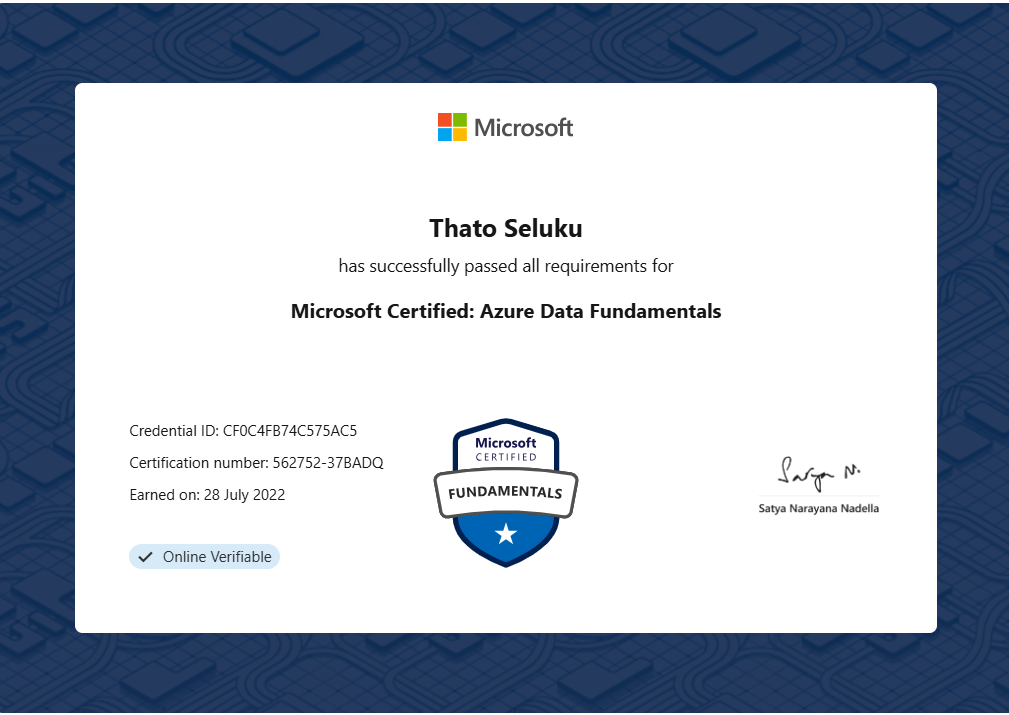 Microsoft
Thato Seluku
has successfully passed all requirements for
Microsoft Certified: Azure Data Fundamentals
Credential ID: CF0C4FB74C575AC5
Certification number: 562752-37BADQ
Earned on: 28 July 2022
Online Verifiable
Microsoft
CERTIFIED
FUNDAMENTALS
Satya N.
Satya Narayana Nadella